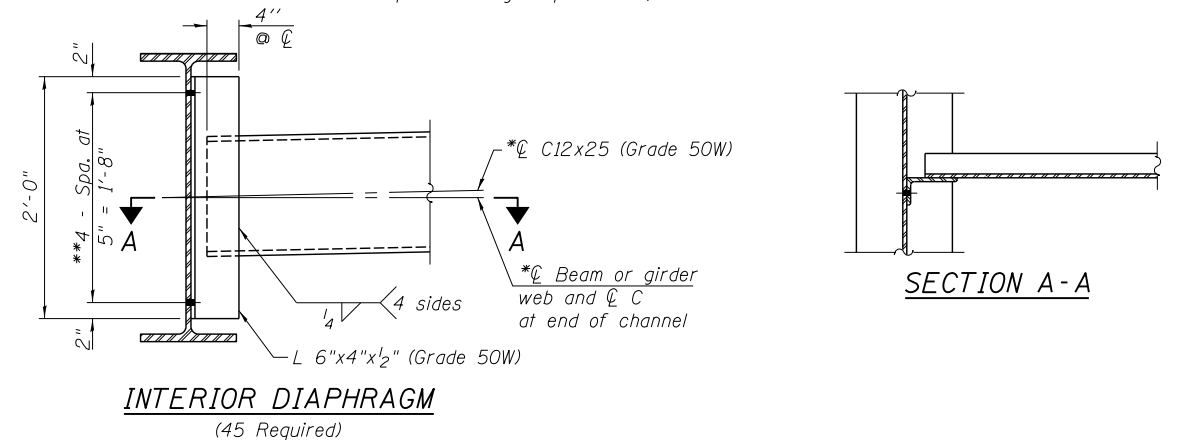 4''
@ ℄
2"
2'-0"
**4 - Spa. at
5" = 1'-8"
2"
A
A
*℄ C12x25 (Grade 50W)
*℄ Beam or girder
web and ℄ C
at end of channel
1/4
4 sides
L 6"x4"x1/2" (Grade 50W)
INTERIOR DIAPHRAGM
(45 Required)
SECTION A-A